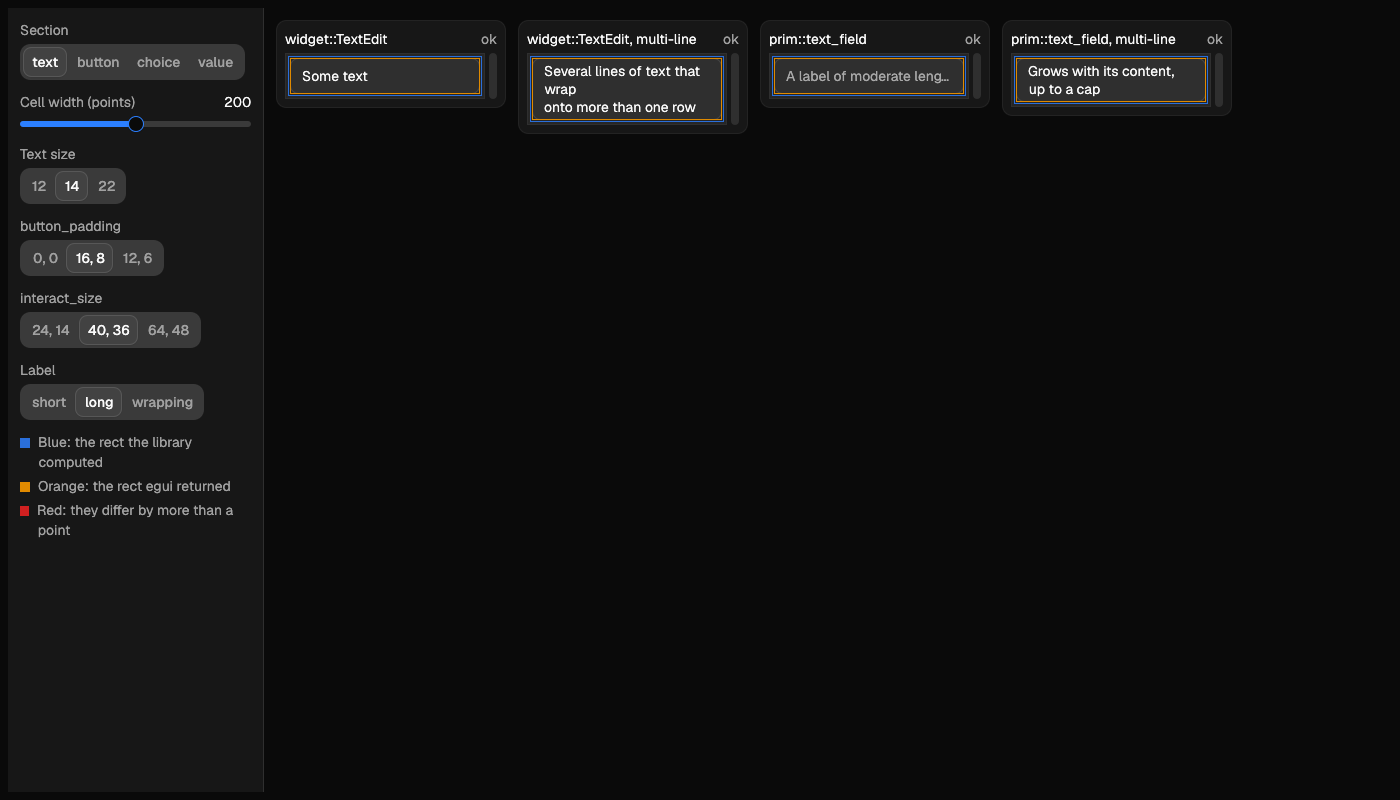 Section
text button choice value
Cell width (points) 200
Text size
12 14 22
button_padding
0, 0 16, 8 12, 6
interact_size
24, 14 40, 36 64, 48
Label
short long wrapping
Blue: the rect the library
computed
Orange: the rect egui returned
Red: they differ by more than a
point
widget::TextEdit ok
Some text
widget::TextEdit, multi-line ok
Several lines of text that
wrap
onto more than one row
prim::text_field ok
A label of moderate leng…
prim::text_field, multi-line ok
Grows with its content,
up to a cap